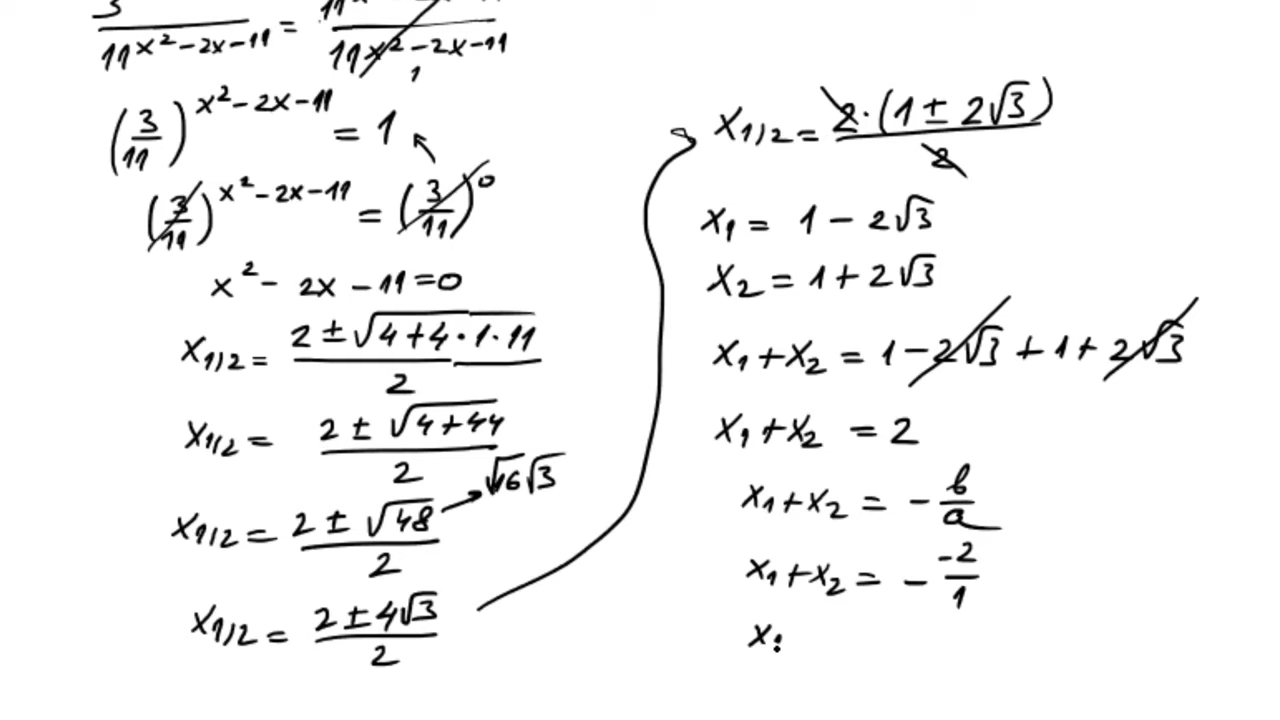 3/11^(x²-2x-11) = 11/11^(x²-2x-11)
1
(3/11)^(x²-2x-11) = 1
(3/11)^(x²-2x-11) = (3/11)^0
x² - 2x - 11 = 0
x1/2 = (2 ± √(4+4·1·11))/2
x1/2 = (2 ± √(4+44))/2
√16√3
x1/2 = (2 ± √48)/2
x1/2 = (2 ± 4√3)/2
x1/2 = 2·(1 ± 2√3)/2
x1 = 1 - 2√3
x2 = 1 + 2√3
x1+x2 = 1 - 2√3 + 1 + 2√3
x1+x2 = 2
x1+x2 = - b/a
x1+x2 = - -2/1
x